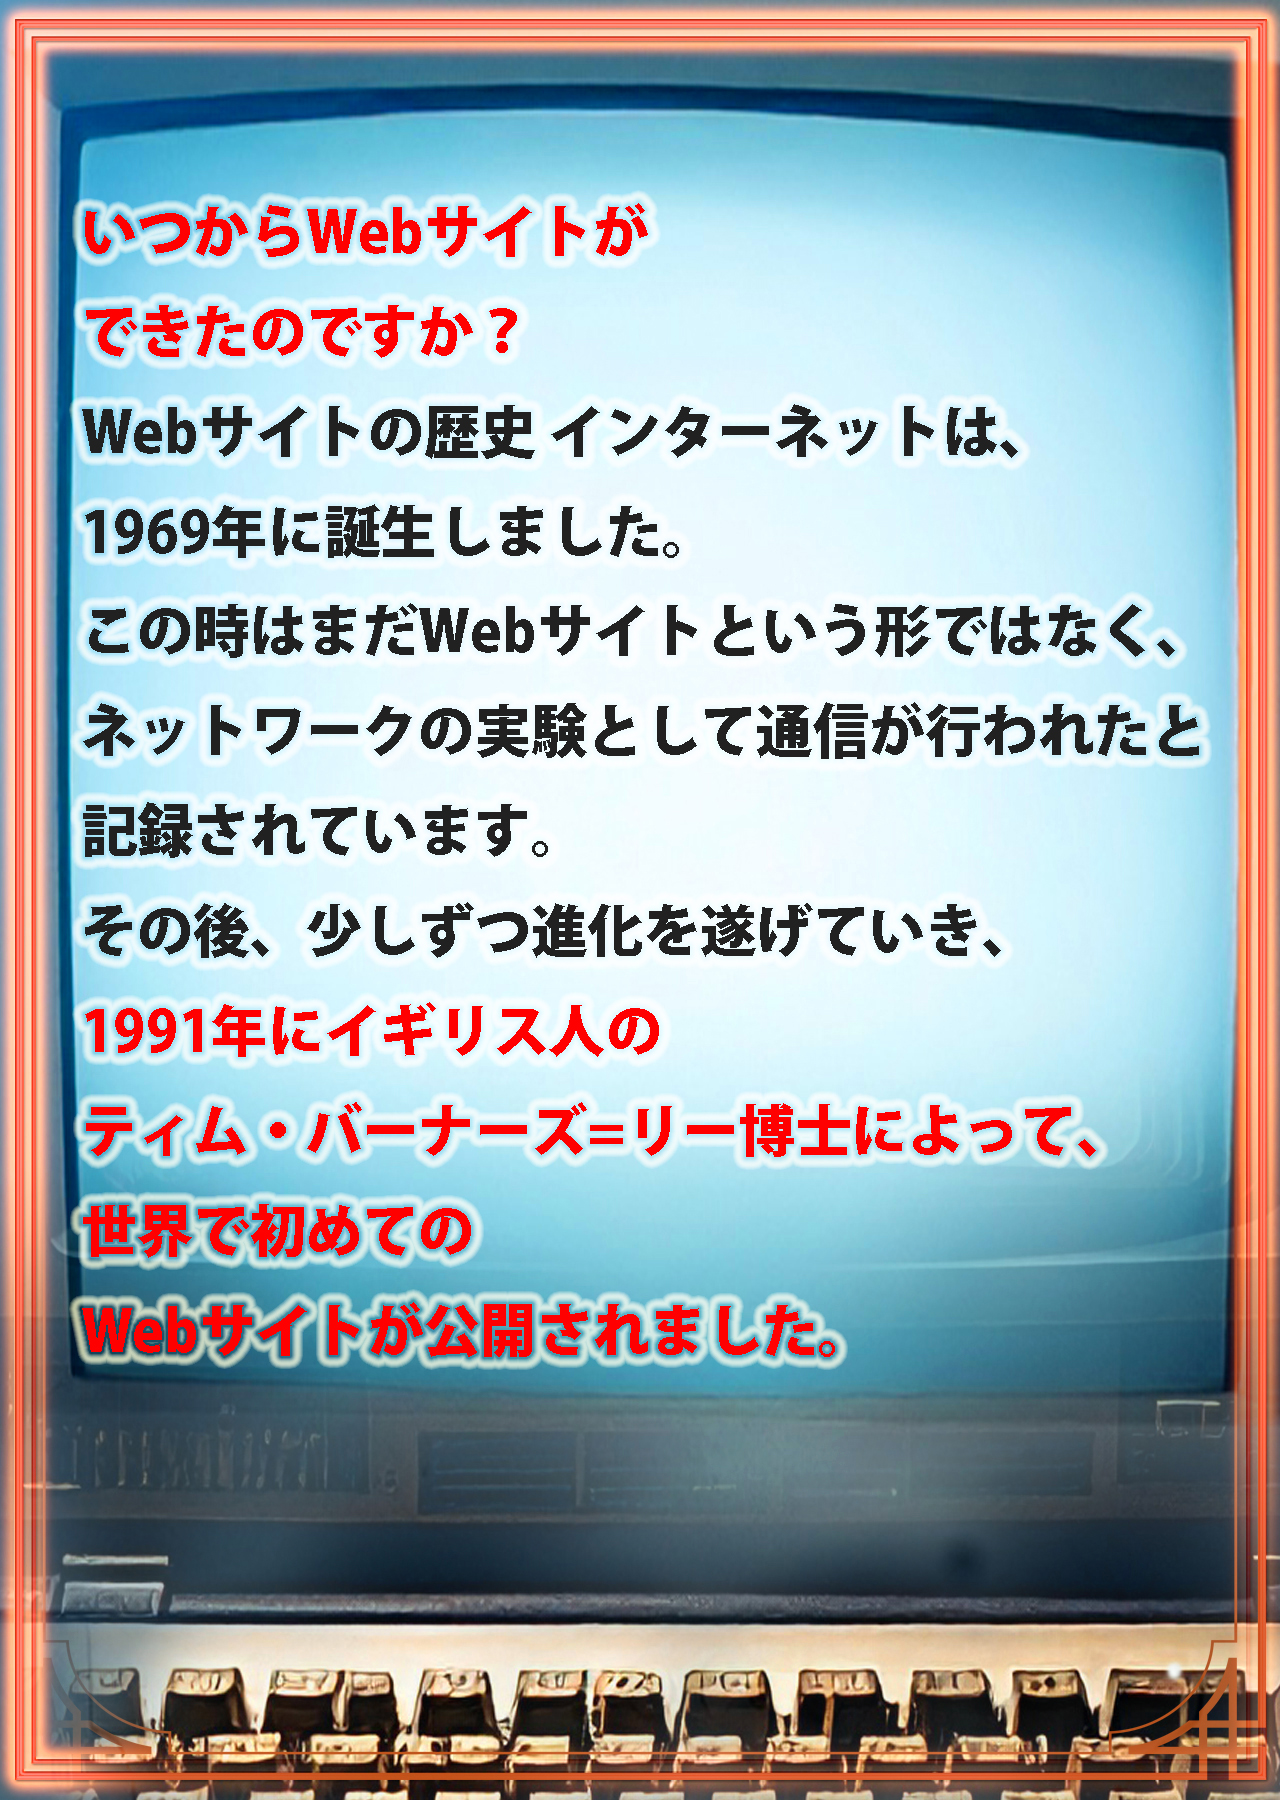 いつからWebサイトが
できたのですか？
Webサイトの歴史 インターネットは、
1969年に誕生しました。
この時はまだWebサイトという形ではなく、
ネットワークの実験として通信が行われたと
記録されています。
その後、少しずつ進化を遂げていき、
1991年にイギリス人の
ティム・バーナーズ=リー博士によって、
世界で初めての
Webサイトが公開されました。